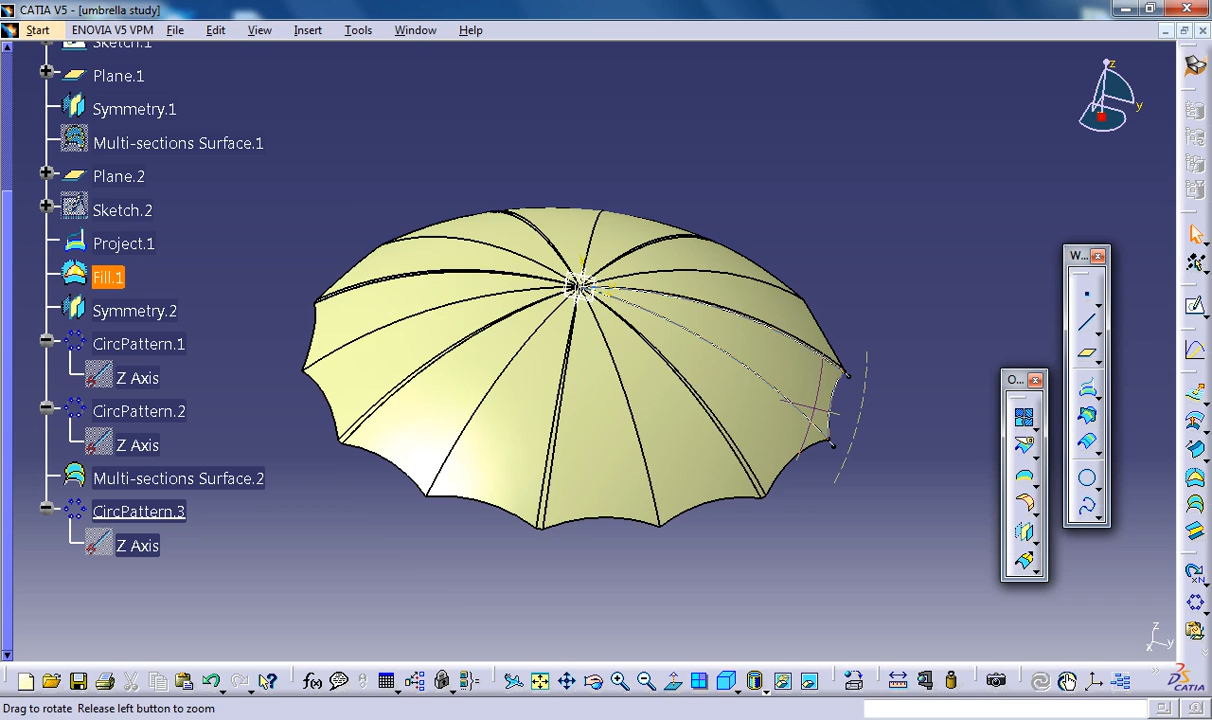 CATIA V5 - [umbrella study]
Start ENOVIA V5 VPM File Edit View Insert Tools Window Help
Sketch.1
Plane.1
Symmetry.1
Multi-sections Surface.1
Plane.2
Sketch.2
Project.1
Fill.1
Symmetry.2
CircPattern.1
Z Axis
CircPattern.2
Z Axis
Multi-sections Surface.2
CircPattern.3
Z Axis
z
y
W...
O...
z
x y
f(x)
DS CATIA
Drag to rotate Release left button to zoom